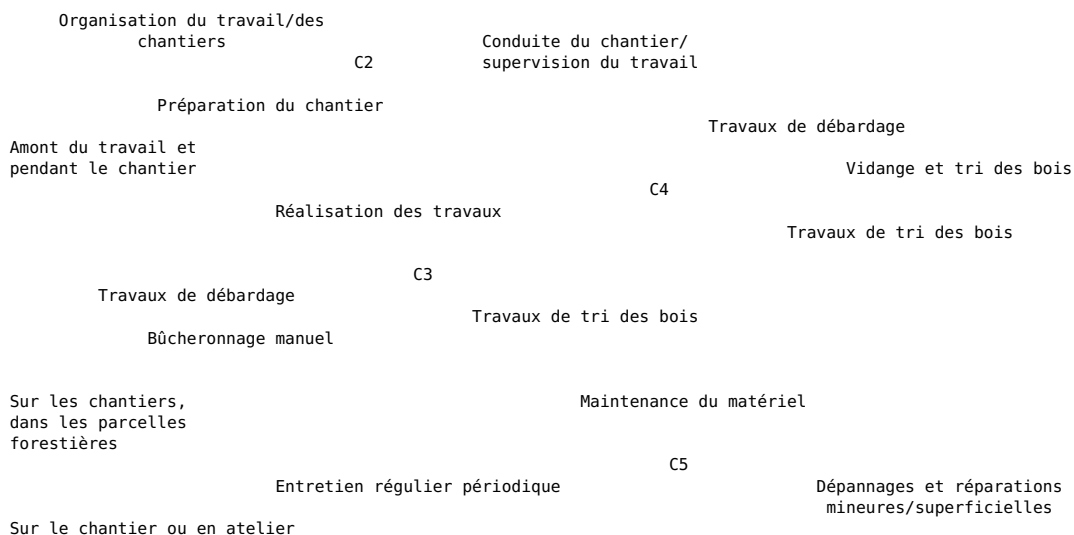 Organisation du travail/des
chantiers
Conduite du chantier/
C2
supervision du travail
Préparation du chantier
Travaux de débardage
Amont du travail et
pendant le chantier
Vidange et tri des bois
C4
Réalisation des travaux
Travaux de tri des bois
C3
Travaux de débardage
Travaux de tri des bois
Bûcheronnage manuel
Sur les chantiers,
Maintenance du matériel
dans les parcelles
forestières
C5
Entretien régulier périodique
Dépannages et réparations
mineures/superficielles
Sur le chantier ou en atelier